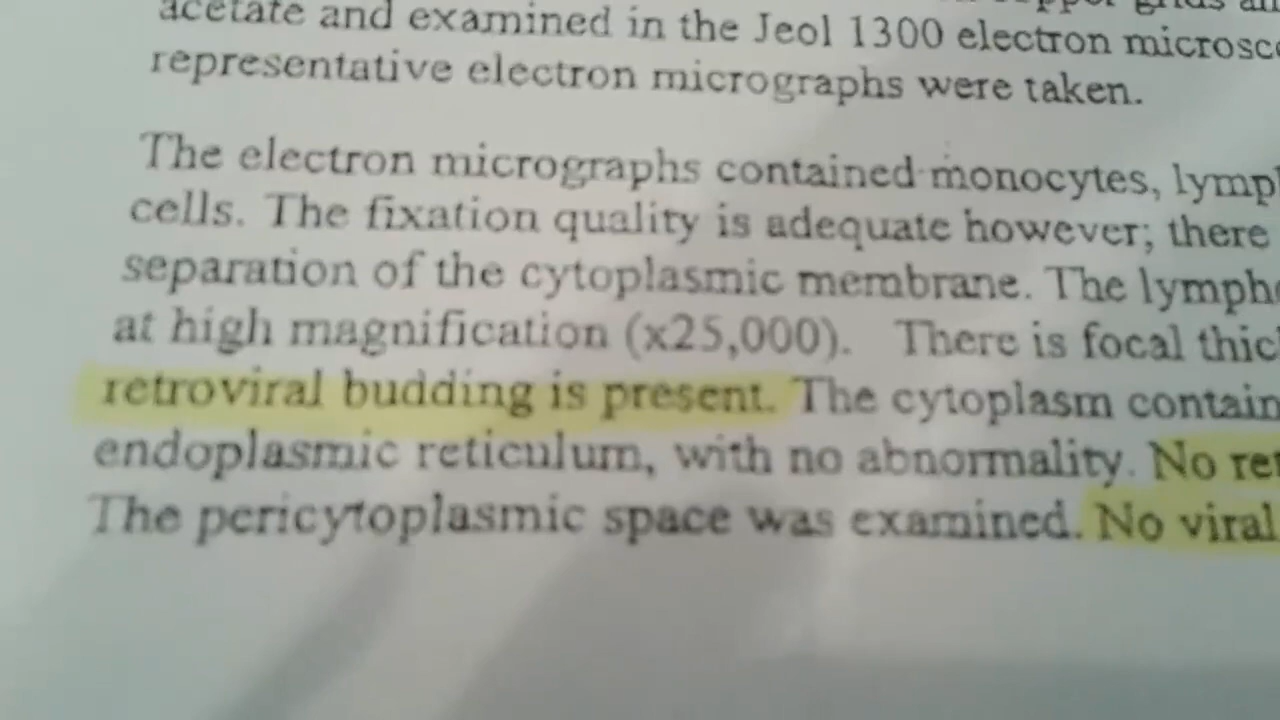 acetate and examined in the Jeol 1300 electron microsc
representative electron micrographs were taken.
The electron micrographs contained monocytes, lymp
cells. The fixation quality is adequate however; there
separation of the cytoplasmic membrane. The lympho
at high magnification (x25,000). There is focal thic
retroviral budding is present. The cytoplasm contain
endoplasmic reticulum, with no abnormality. No ret
The pericytoplasmic space was examined. No viral